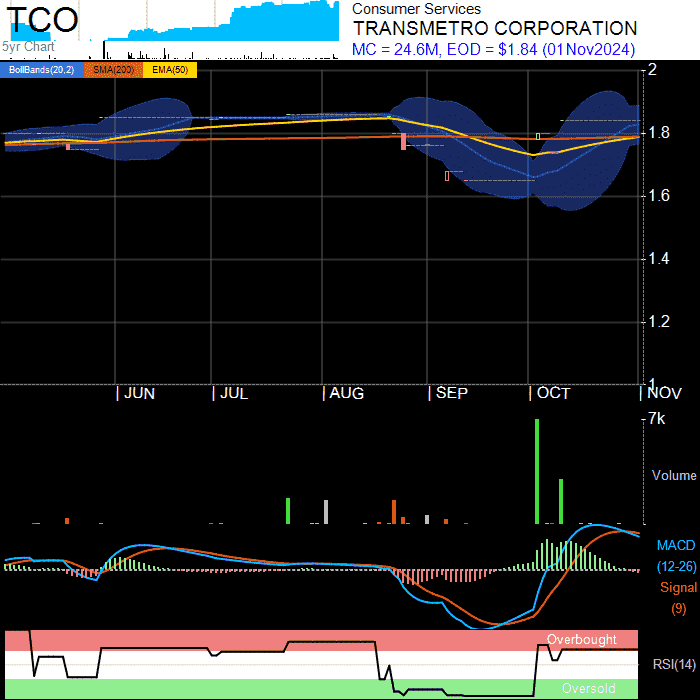 TCO
5yr Chart
Consumer Services
TRANSMETRO CORPORATION
MC = 24.6M, EOD = $1.84 (01Nov2024)
BollBands(20,2) SMA(200) EMA(50)
2
1.8
1.6
1.4
1.2
1
JUN JUL AUG SEP OCT NOV
7k
Volume
MACD
(12-26)
Signal
(9)
Overbought
RSI(14)
Oversold